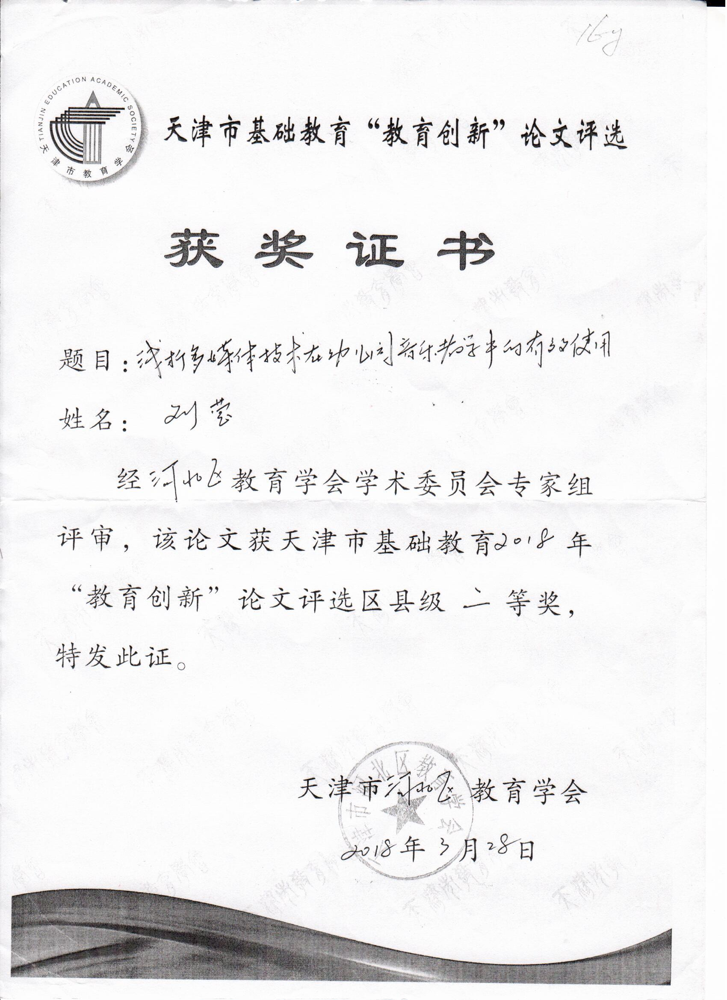 16y
TIANJIN EDUCATION ACADEMIC SOCIETY
天津市教育学会
天津市基础教育“教育创新”论文评选
获奖证书
题目：浅析多媒体技术在幼儿园音乐教学中的有效使用
姓名： 刘莹
经河北区教育学会学术委员会专家组
评审，该论文获天津市基础教育2018年
“教育创新”论文评选区县级 二 等奖，
特发此证。
天津市河北区教育学会
2018年3月28日
天津市河北区教育学会